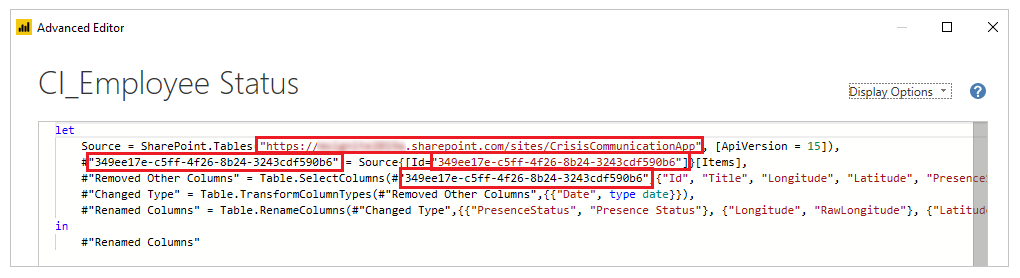 Advanced Editor
CI_Employee Status
Display Options
let
Source = SharePoint.Tables("https:// .sharepoint.com/sites/CrisisCommunicationApp", [ApiVersion = 15]),
#"349ee17e-c5ff-4f26-8b24-3243cdf590b6" = Source{[Id="349ee17e-c5ff-4f26-8b24-3243cdf590b6"]}[Items],
#"Removed Other Columns" = Table.SelectColumns(#"349ee17e-c5ff-4f26-8b24-3243cdf590b6",{"Id", "Title", "Longitude", "Latitude", "Presence
#"Changed Type" = Table.TransformColumnTypes(#"Removed Other Columns",{{"Date", type date}}),
#"Renamed Columns" = Table.RenameColumns(#"Changed Type",{{"PresenceStatus", "Presence Status"}, {"Longitude", "RawLongitude"}, {"Latitud
in
#"Renamed Columns"